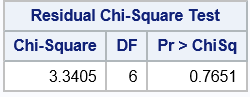 Residual Chi-Square Test
Chi-Square DF Pr > ChiSq
3.3405 6 0.7651